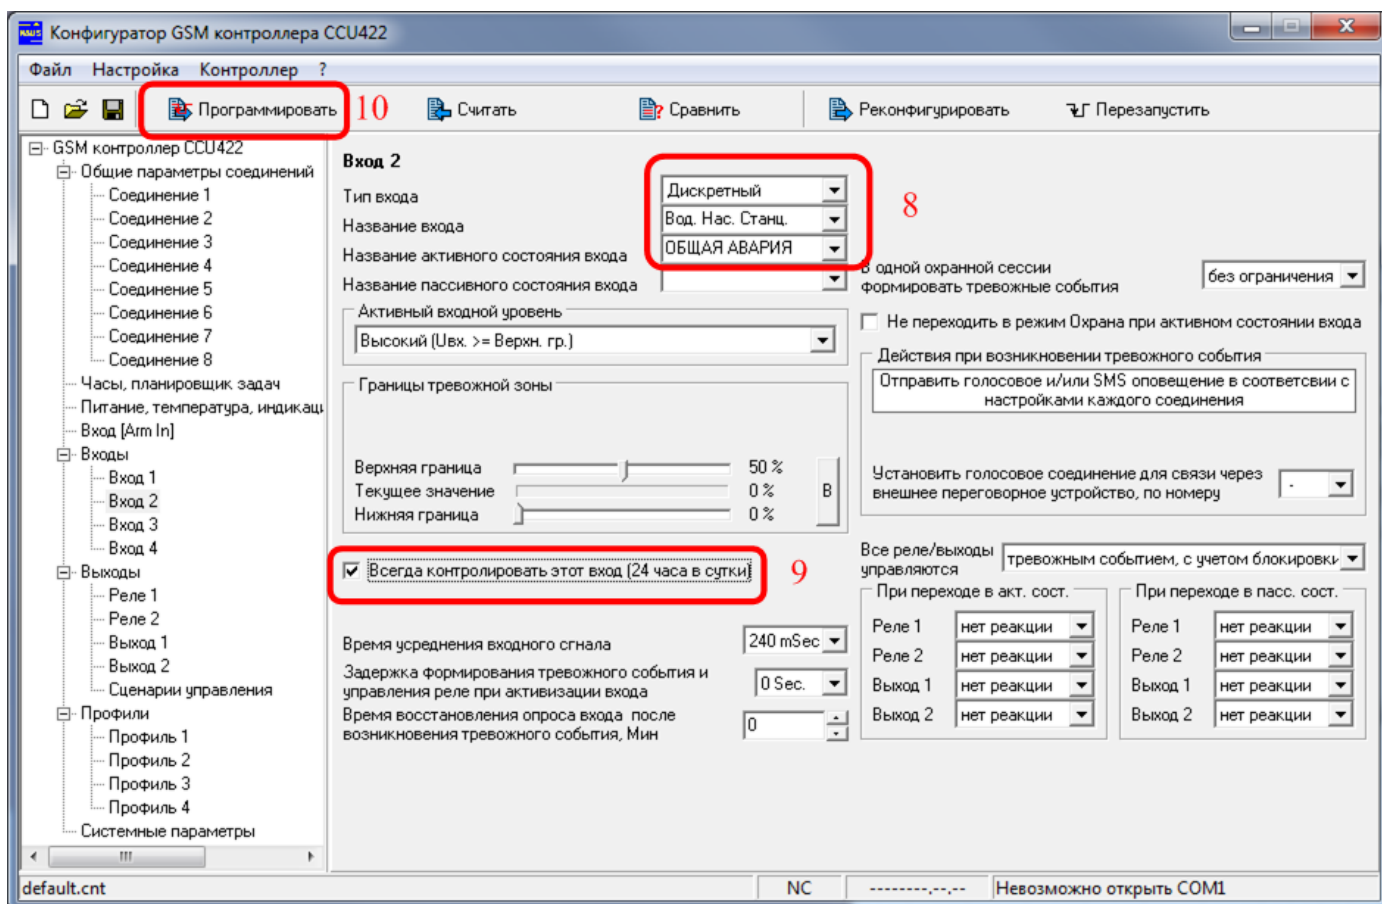 Конфигуратор GSM контроллера CCU422
Файл Настройка Контроллер ?
Программировать 10 Считать Сравнить Реконфигурировать Перезапустить
GSM контроллер CCU422
Общие параметры соединений
Соединение 1
Соединение 2
Соединение 3
Соединение 4
Соединение 5
Соединение 6
Соединение 7
Соединение 8
Часы, планировщик задач
Питание, температура, индикаци
Вход [Arm In]
Входы
Вход 1
Вход 2
Вход 3
Вход 4
Выходы
Реле 1
Реле 2
Выход 1
Выход 2
Сценарии управления
Профили
Профиль 1
Профиль 2
Профиль 3
Профиль 4
Системные параметры
Вход 2
Тип входа Дискретный
Название входа Вод. Нас. Станц.
8
Название активного состояния входа ОБЩАЯ АВАРИЯ
Название пассивного состояния входа
Активный входной уровень
Высокий (Uвх. >= Верхн. гр.)
Границы тревожной зоны
Верхняя граница 50 %
Текущее значение 0 %
Нижняя граница 0 %
В
Всегда контролировать этот вход (24 часа в сутки)
9
Время усреднения входного сгнала 240 mSec
Задержка формирования тревожного события и
управления реле при активизации входа 0 Sec.
Время восстановления опроса входа после
возникновения тревожного события, Мин 0
В одной охранной сессии
формировать тревожные события без ограничения
Не переходить в режим Охрана при активном состоянии входа
Действия при возникновении тревожного события
Отправить голосовое и/или SMS оповещение в соответсвии с
настройками каждого соединения
Установить голосовое соединение для связи через
внешнее переговорное устройство, по номеру -
Все реле/выходы
управляются тревожным событием, с учетом блокировки
При переходе в акт. сост.
Реле 1 нет реакции
Реле 2 нет реакции
Выход 1 нет реакции
Выход 2 нет реакции
При переходе в пасс. сост.
Реле 1 нет реакции
Реле 2 нет реакции
Выход 1 нет реакции
Выход 2 нет реакции
default.cnt NC --------,--,-- Невозможно открыть COM1